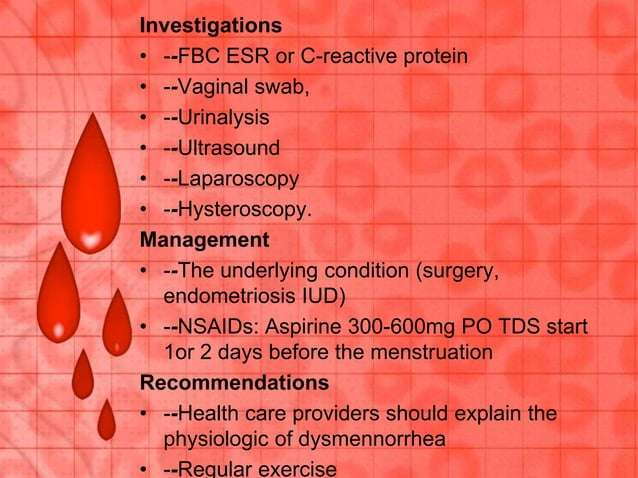 Investigations
• --FBC ESR or C-reactive protein
• --Vaginal swab,
• --Urinalysis
• --Ultrasound
• --Laparoscopy
• --Hysteroscopy.
Management
• --The underlying condition (surgery,
endometriosis IUD)
• --NSAIDs: Aspirine 300-600mg PO TDS start
1or 2 days before the menstruation
Recommendations
• --Health care providers should explain the
physiologic of dysmennorrhea
• --Regular exercise